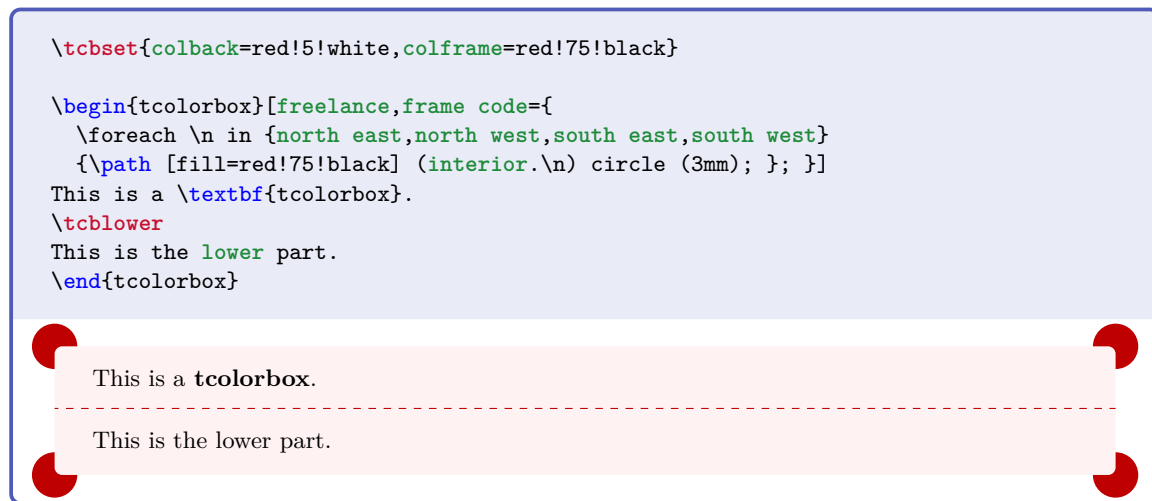 \tcbset{colback=red!5!white,colframe=red!75!black}

\begin{tcolorbox}[freelance,frame code={
  \foreach \n in {north east,north west,south east,south west}
  {\path [fill=red!75!black] (interior.\n) circle (3mm); }; }]
This is a \textbf{tcolorbox}.
\tcblower
This is the lower part.
\end{tcolorbox}
This is a tcolorbox.
This is the lower part.